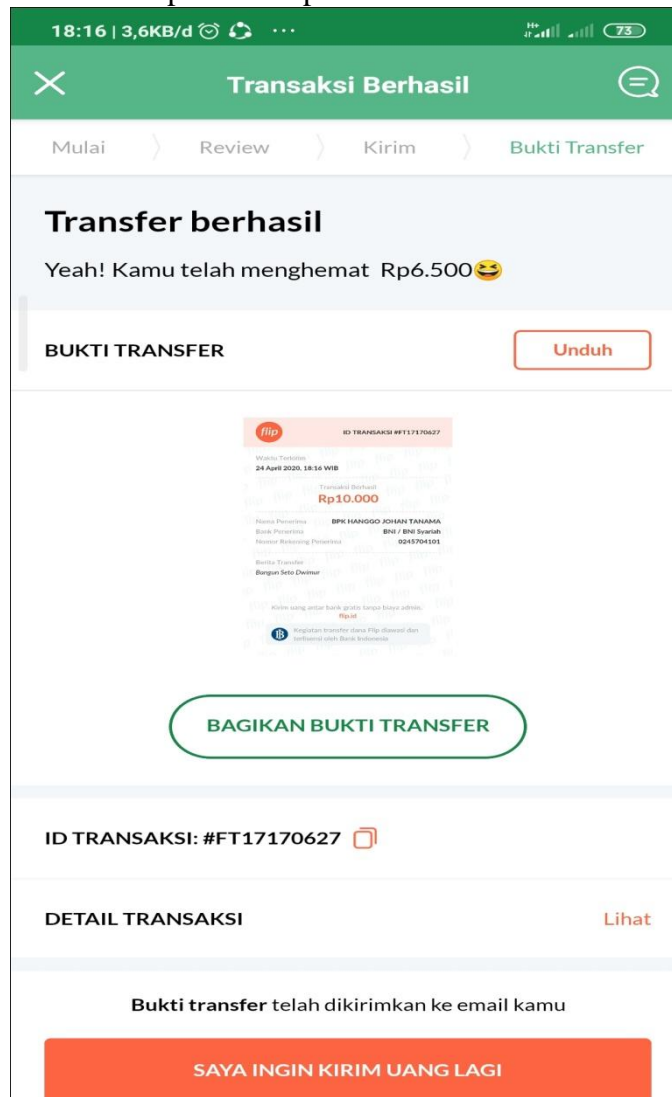 18:16 | 3,6KB/d ... 73
Transaksi Berhasil
Mulai Review Kirim Bukti Transfer
Transfer berhasil
Yeah! Kamu telah menghemat Rp6.500😆
BUKTI TRANSFER Unduh
flip ID TRANSAKSI #FT17170627
Waktu Terkirim
24 April 2020, 18:16 WIB
Transaksi Berhasil
Rp10.000
Nama Penerima BPK HANGGO JOHAN TANAMA
Bank Penerima BNI / BNI Syariah
Nomor Rekening Penerima 0245704101
Berita Transfer
Bangun Seto Dwimur
Kirim uang antar bank gratis tanpa biaya admin.
flip.id
Kegiatan transfer dana Flip diawasi dan
terlisensi oleh Bank Indonesia
BAGIKAN BUKTI TRANSFER
ID TRANSAKSI: #FT17170627
DETAIL TRANSAKSI Lihat
Bukti transfer telah dikirimkan ke email kamu
SAYA INGIN KIRIM UANG LAGI